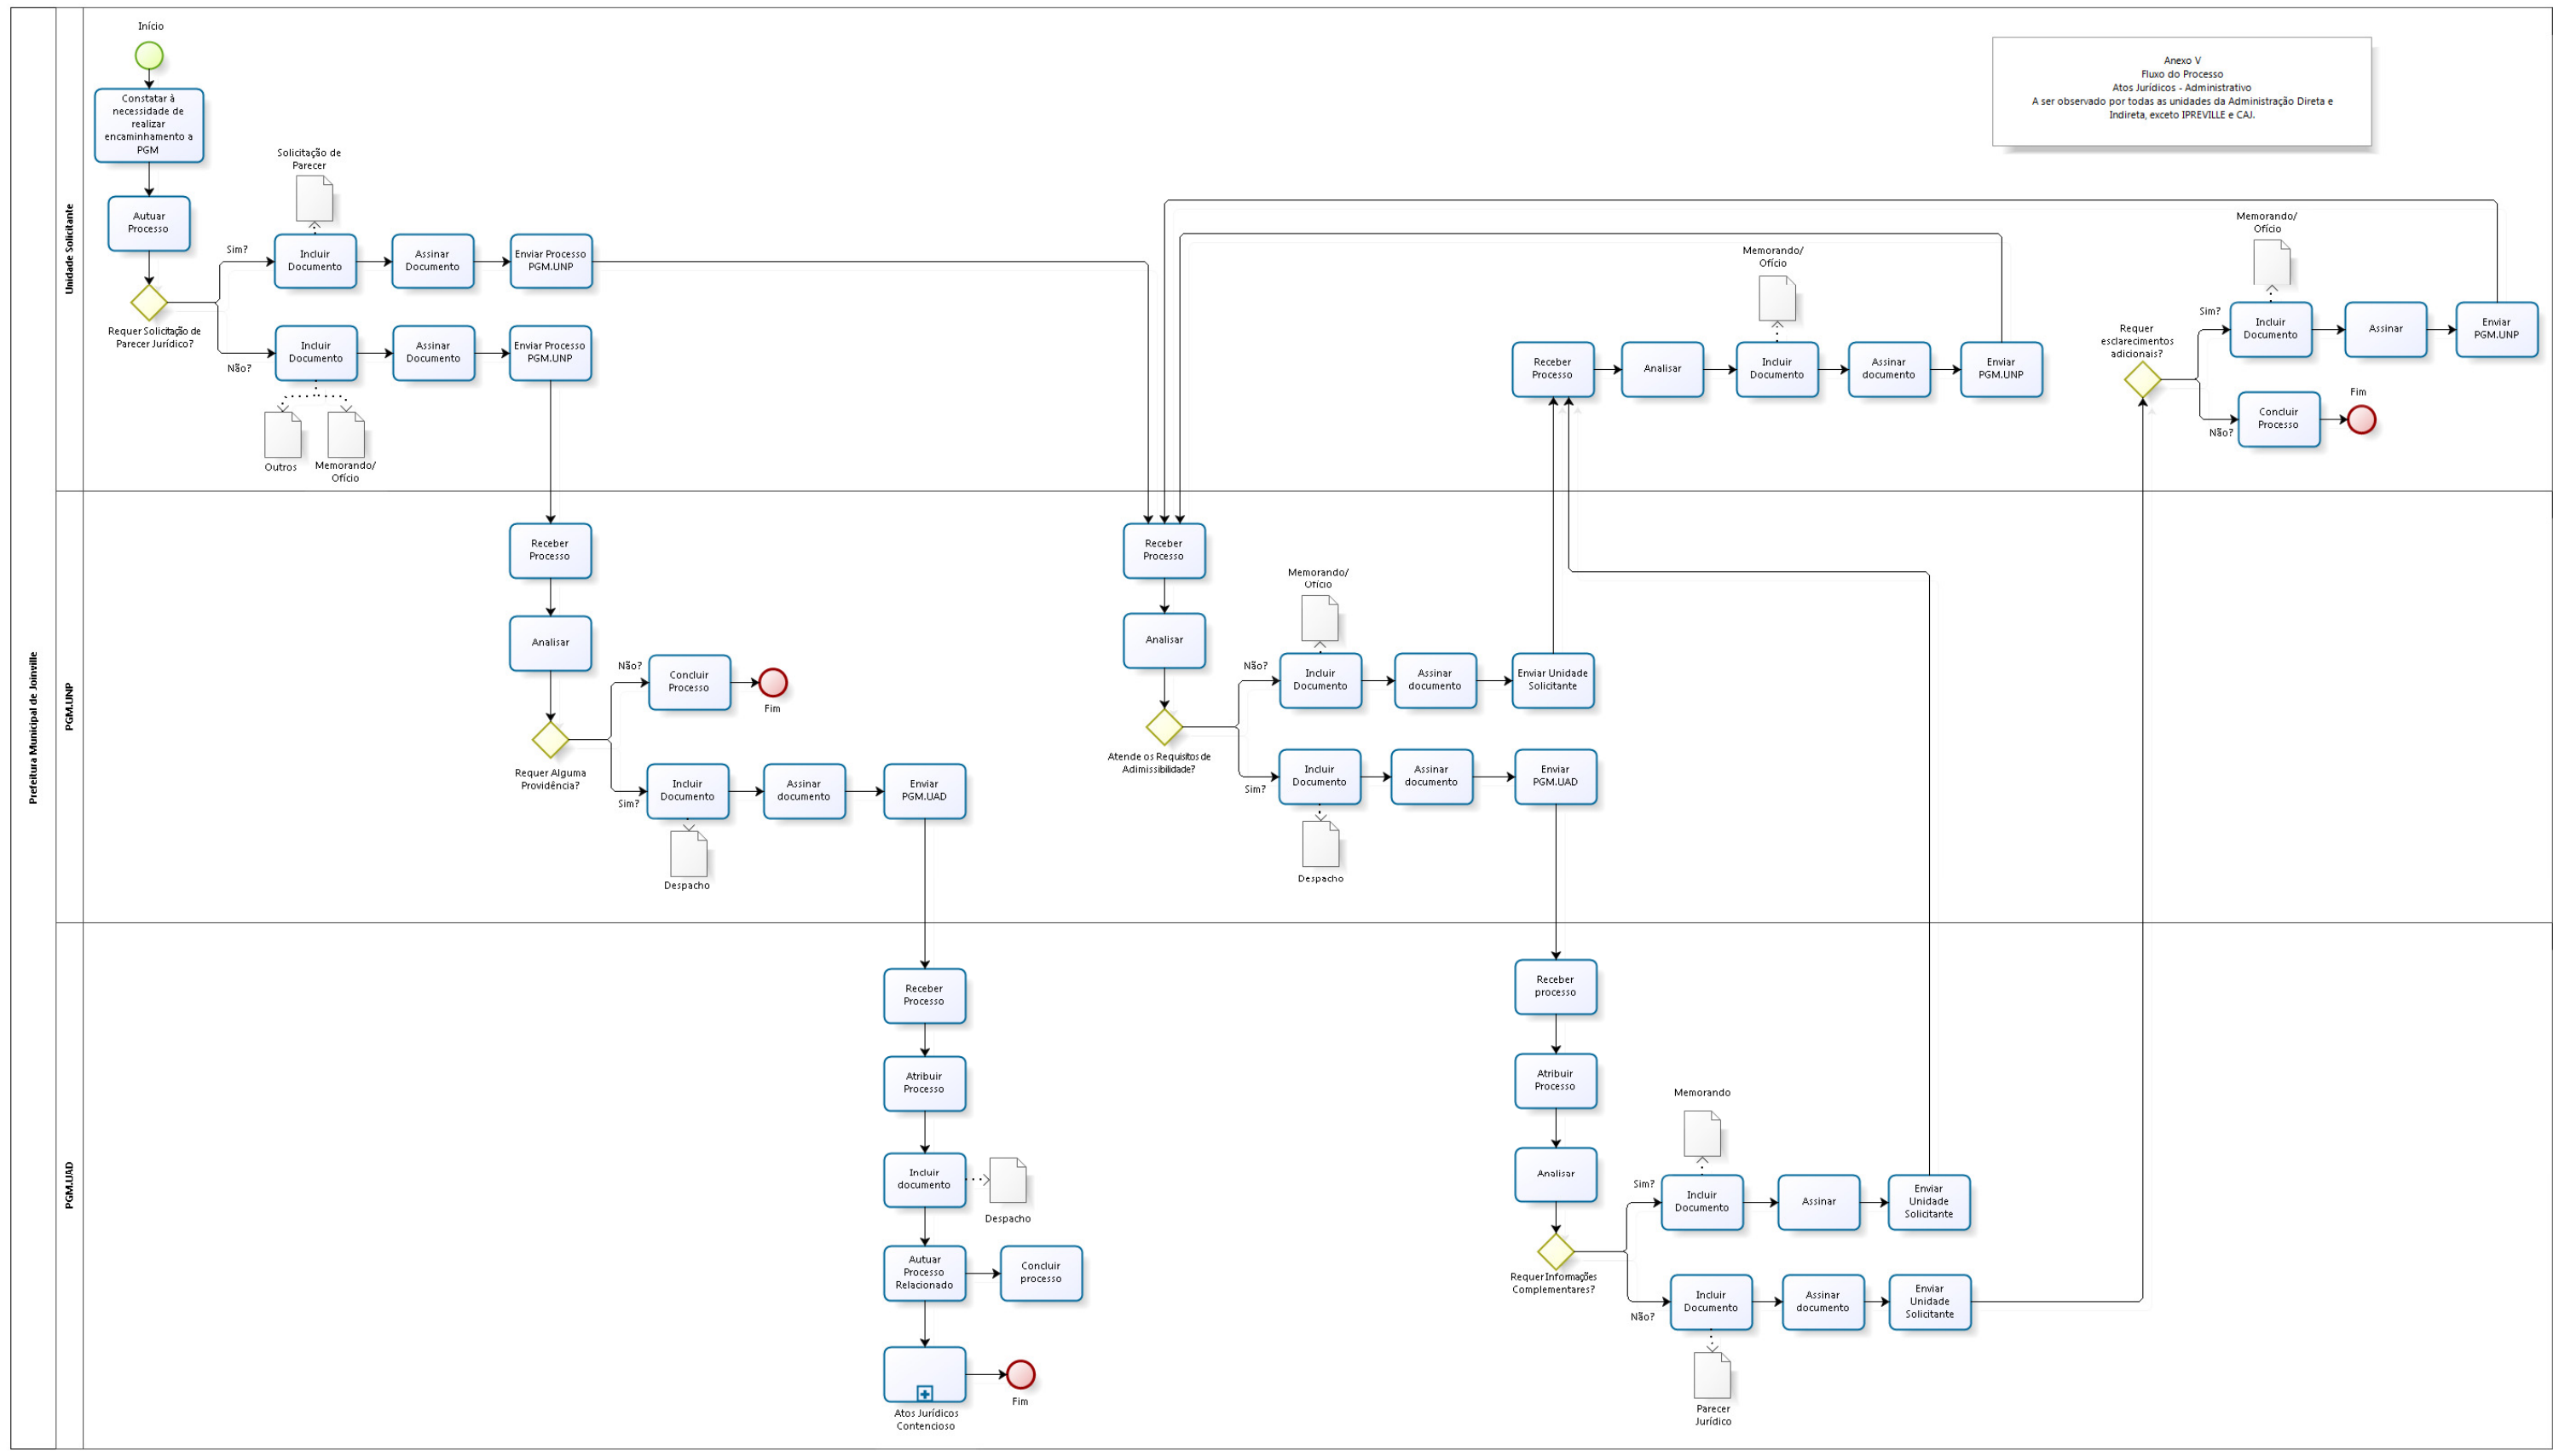 Prefeitura Municipal de Joinville
Unidade Solicitante
Início
Constatar à
necessidade de
realizar
encaminhamento a
PGM
Autuar
Processo
Requer Solicitação de
Parecer Jurídico?
Sim?
Solicitação de
Parecer
Incluir
Documento
Assinar
Documento
Enviar Processo
PGM.UNP
Não?
Incluir
Documento
Assinar
Documento
Enviar Processo
PGM.UNP
Outros
Memorando/
Ofício
Anexo V
Fluxo do Processo
Atos Jurídicos - Administrativo
A ser observado por todas as unidades da Administração Direta e
Indireta, exceto IPREVILLE e CAJ.
Receber
Processo
Analisar
Memorando/
Ofício
Incluir
Documento
Assinar
documento
Enviar
PGM.UNP
Requer
esclarecimentos
adicionais?
Sim?
Memorando/
Ofício
Incluir
Documento
Assinar
Enviar
PGM.UNP
Não?
Concluir
Processo
Fim
PGM.UNP
Receber
Processo
Analisar
Requer Alguma
Providência?
Não?
Concluir
Processo
Fim
Sim?
Incluir
Documento
Assinar
documento
Enviar
PGM.UAD
Despacho
Receber
Processo
Analisar
Atende os Requisitos de
Adimissibilidade?
Não?
Memorando/
Ofício
Incluir
Documento
Assinar
documento
Enviar Unidade
Solicitante
Sim?
Incluir
Documento
Assinar
documento
Enviar
PGM.UAD
Despacho
PGM.UAD
Receber
Processo
Atribuir
Processo
Incluir
documento
Despacho
Autuar
Processo
Relacionado
Concluir
processo
Atos Jurídicos
Contencioso
Fim
Receber
processo
Atribuir
Processo
Analisar
Requer Informações
Complementares?
Sim?
Memorando
Incluir
Documento
Assinar
Enviar
Unidade
Solicitante
Não?
Incluir
Documento
Assinar
documento
Enviar
Unidade
Solicitante
Parecer
Jurídico